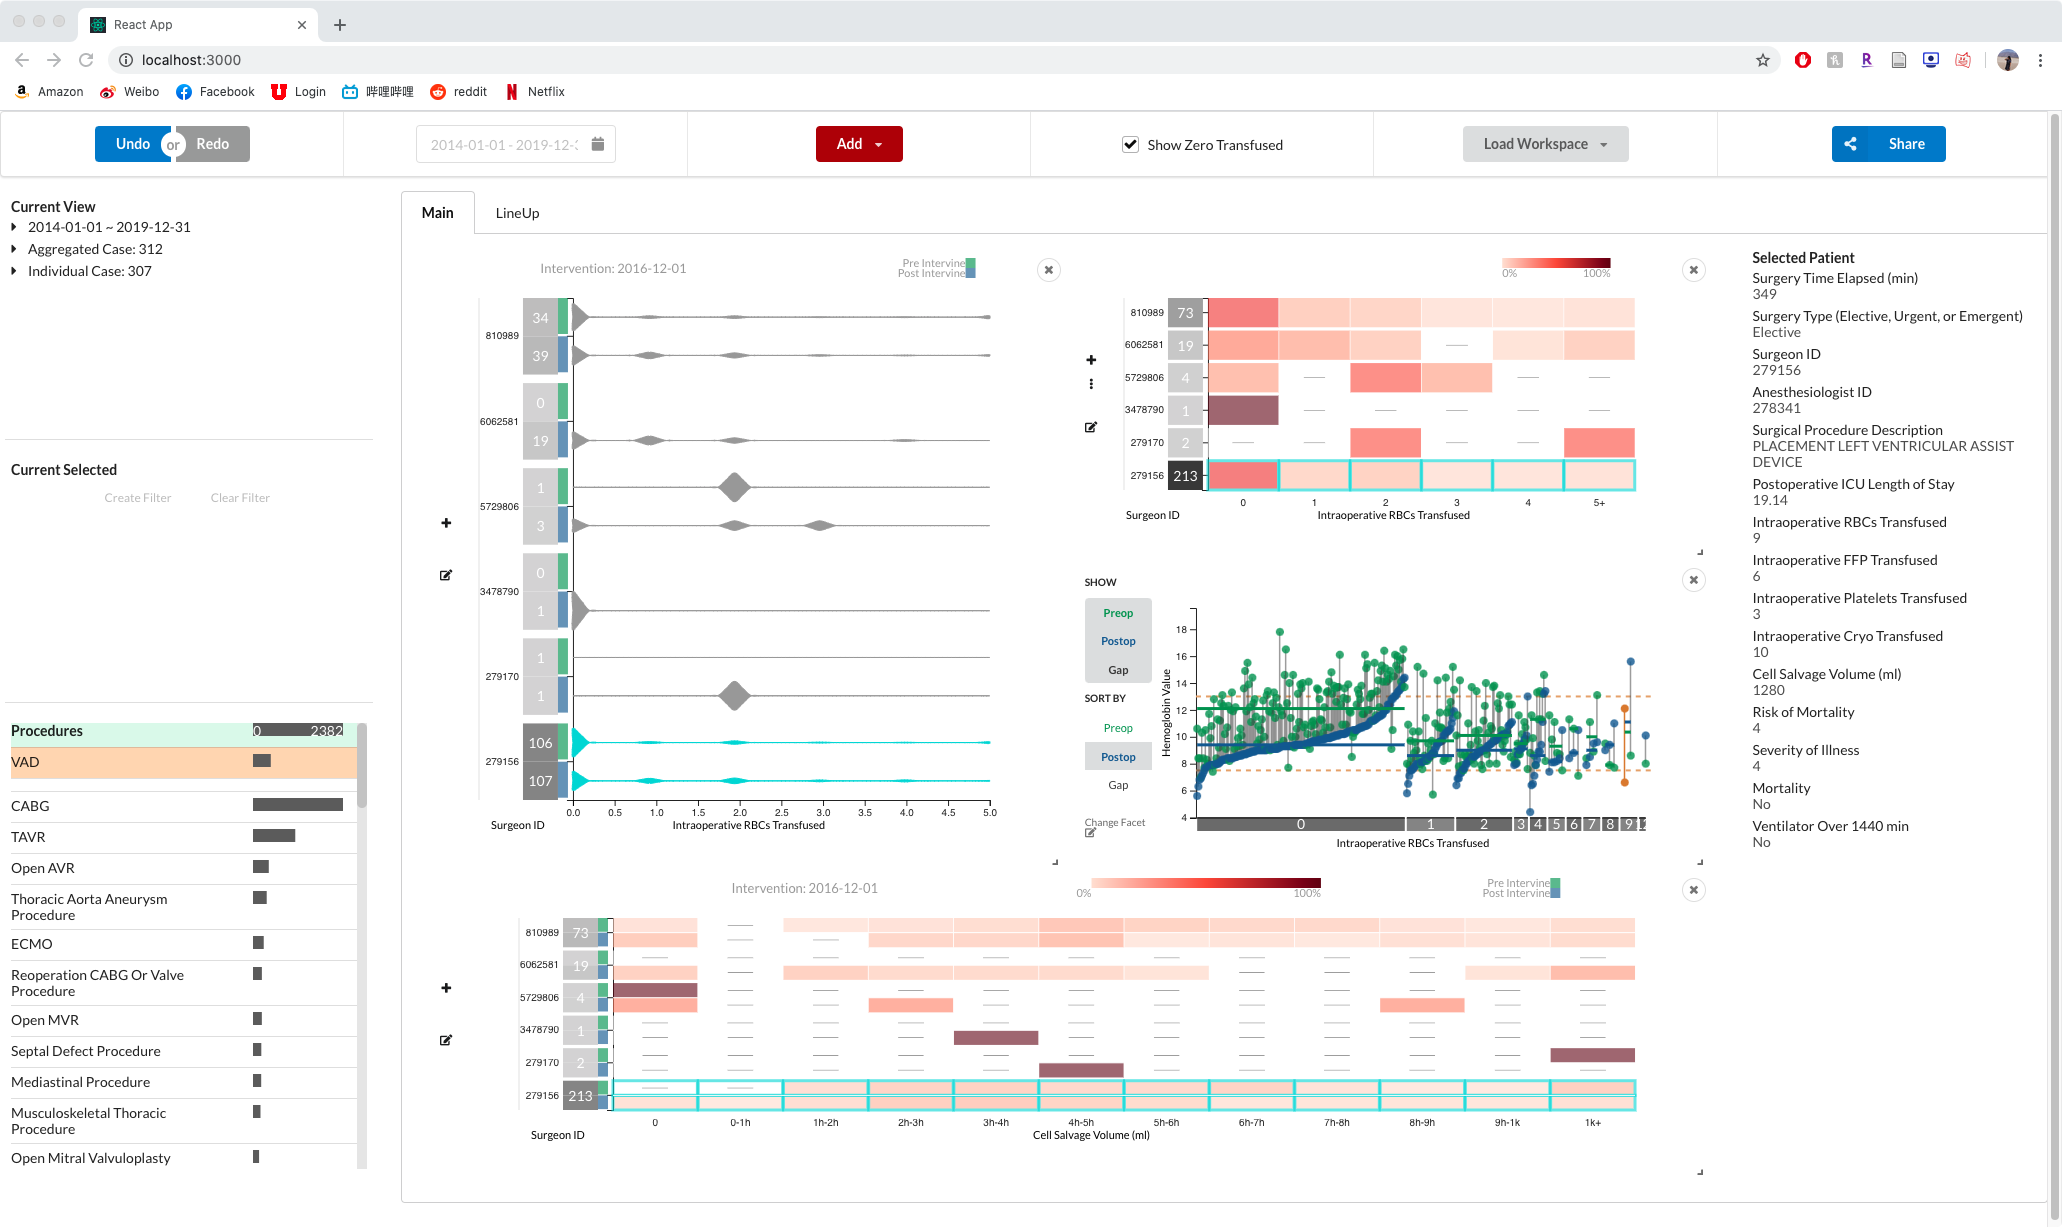 React App
localhost:3000
Amazon Weibo Facebook Login 哔哩哔哩 reddit Netflix
Undo or Redo
2014-01-01 - 2019-12-
Add
Show Zero Transfused
Load Workspace
Share
Current View
2014-01-01 ~ 2019-12-31
Aggregated Case: 312
Individual Case: 307
Current Selected
Create Filter Clear Filter
Procedures 0 2382
VAD
CABG
TAVR
Open AVR
Thoracic Aorta Aneurysm
Procedure
ECMO
Reoperation CABG Or Valve
Procedure
Open MVR
Septal Defect Procedure
Mediastinal Procedure
Musculoskeletal Thoracic
Procedure
Open Mitral Valvuloplasty
Main LineUp
Intervention: 2016-12-01
Pre Intervine
Post Intervine
34
810989
39
0
6062581
19
1
5729806
3
0
3478790
1
1
279170
1
106
279156
107
0.0 0.5 1.0 1.5 2.0 2.5 3.0 3.5 4.0 4.5 5.0
Surgeon ID Intraoperative RBCs Transfused
0% 100%
810989 73
6062581 19
5729806 4
3478790 1
279170 2
279156 213
0 1 2 3 4 5+
Surgeon ID Intraoperative RBCs Transfused
SHOW
Preop
Postop
Gap
SORT BY
Preop
Postop
Gap
Change Facet
Hemoglobin Value
18
16
14
12
10
8
6
4
0 1 2 3 4 5 6 7 8 9
Intraoperative RBCs Transfused
Intervention: 2016-12-01
0% 100%
Pre Intervine
Post Intervine
810989 73
6062581 19
5729806 4
3478790 1
279170 2
279156 213
0 0-1h 1h-2h 2h-3h 3h-4h 4h-5h 5h-6h 6h-7h 7h-8h 8h-9h 9h-1k 1k+
Surgeon ID Cell Salvage Volume (ml)
Selected Patient
Surgery Time Elapsed (min)
349
Surgery Type (Elective, Urgent, or Emergent)
Elective
Surgeon ID
279156
Anesthesiologist ID
278341
Surgical Procedure Description
PLACEMENT LEFT VENTRICULAR ASSIST
DEVICE
Postoperative ICU Length of Stay
19.14
Intraoperative RBCs Transfused
9
Intraoperative FFP Transfused
6
Intraoperative Platelets Transfused
3
Intraoperative Cryo Transfused
10
Cell Salvage Volume (ml)
1280
Risk of Mortality
4
Severity of Illness
4
Mortality
No
Ventilator Over 1440 min
No